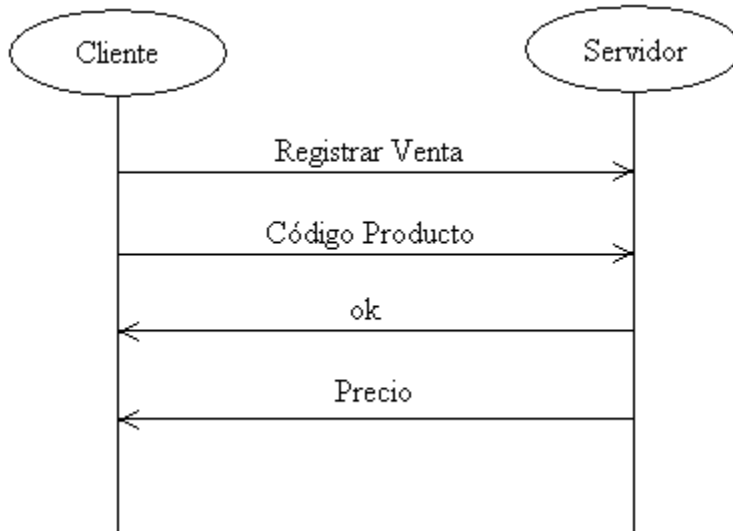 Cliente
Servidor
Registrar Venta
Código Producto
ok
Precio